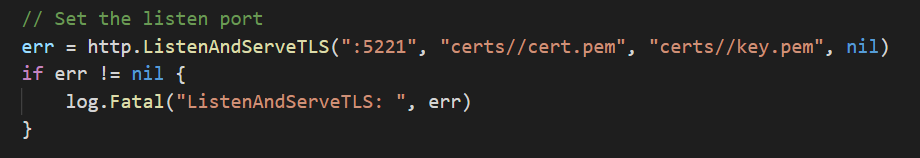 // Set the listen port
err = http.ListenAndServeTLS(":5221", "certs//cert.pem", "certs//key.pem", nil)
if err != nil {
    log.Fatal("ListenAndServeTLS: ", err)
}